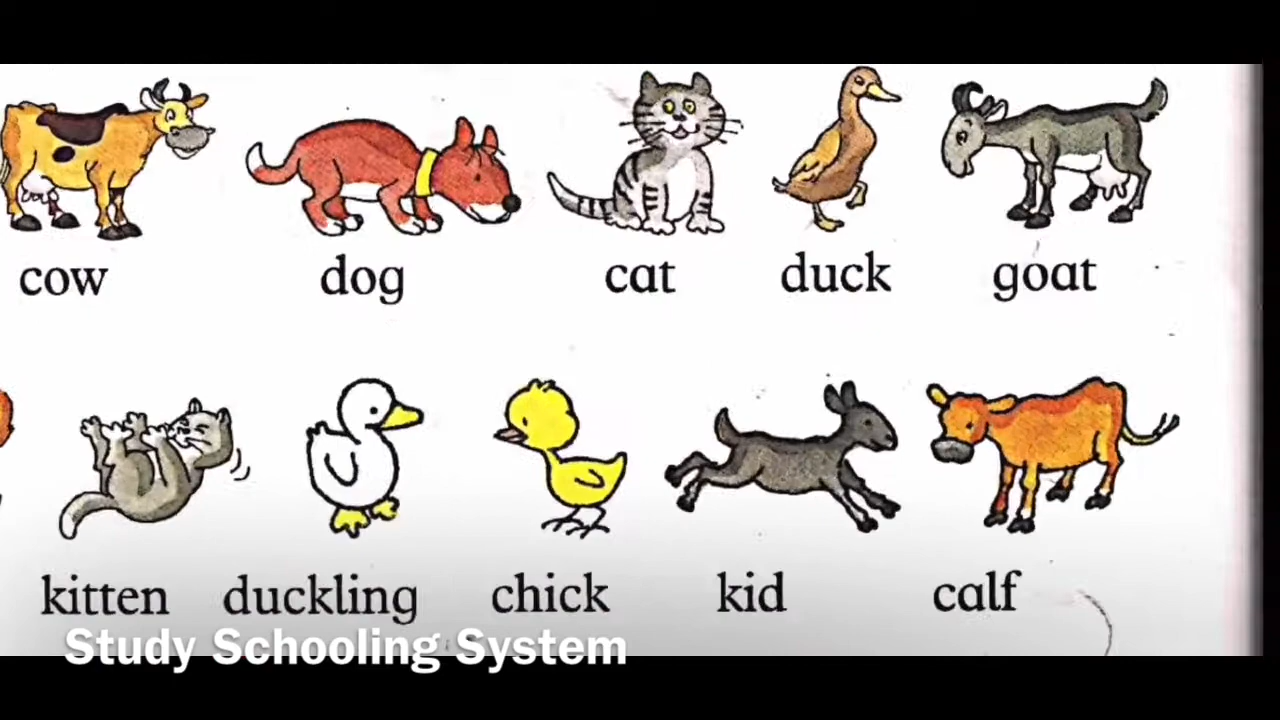 cow dog cat duck goat
kitten duckling chick kid calf
Study Schooling System